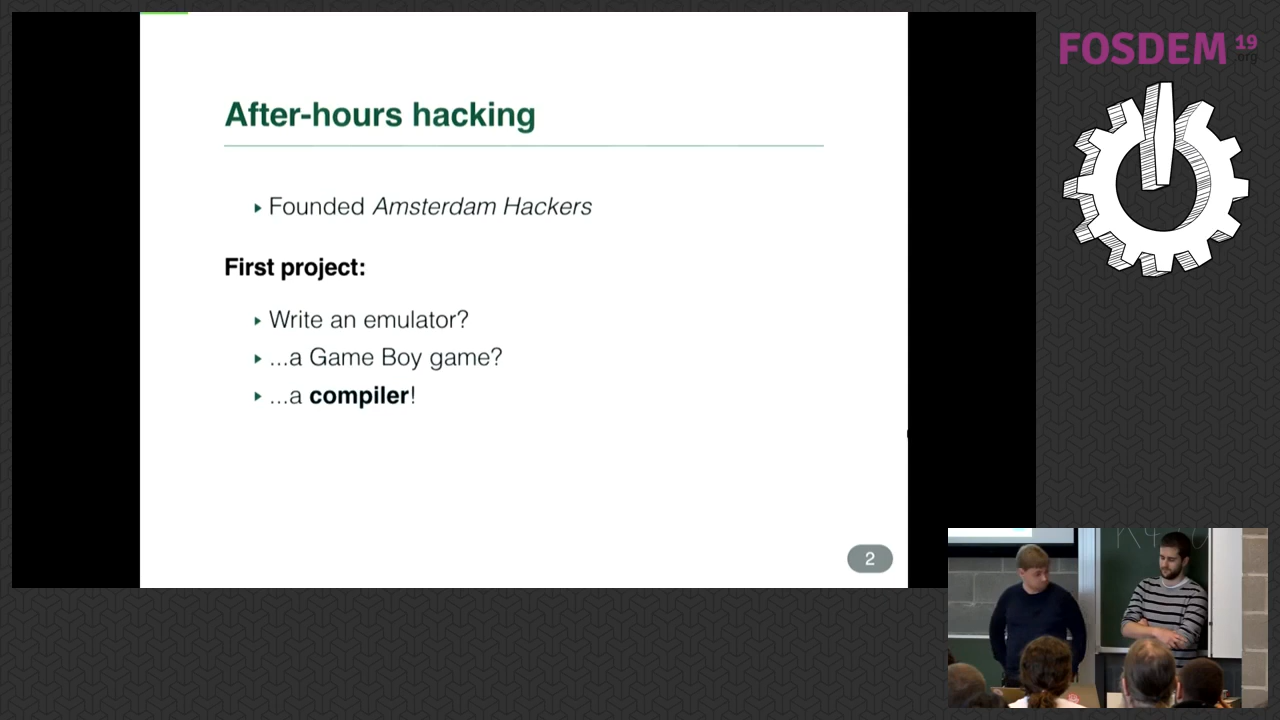 After-hours hacking
Founded Amsterdam Hackers
First project:
Write an emulator?
...a Game Boy game?
...a compiler!
2
FOSDEM 19
.org